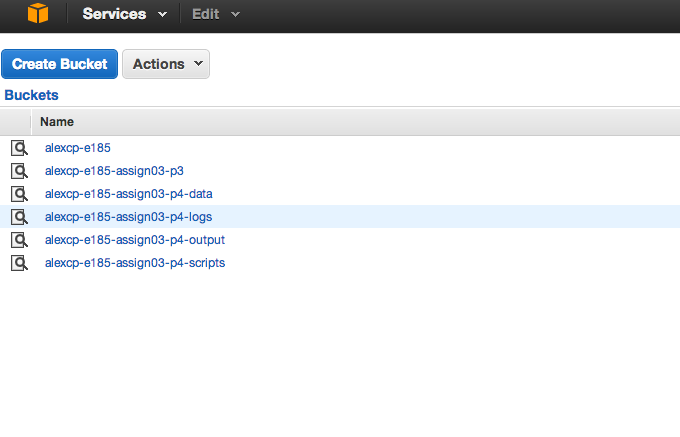 Services Edit
Create Bucket Actions
Buckets
Name
alexcp-e185
alexcp-e185-assign03-p3
alexcp-e185-assign03-p4-data
alexcp-e185-assign03-p4-logs
alexcp-e185-assign03-p4-output
alexcp-e185-assign03-p4-scripts